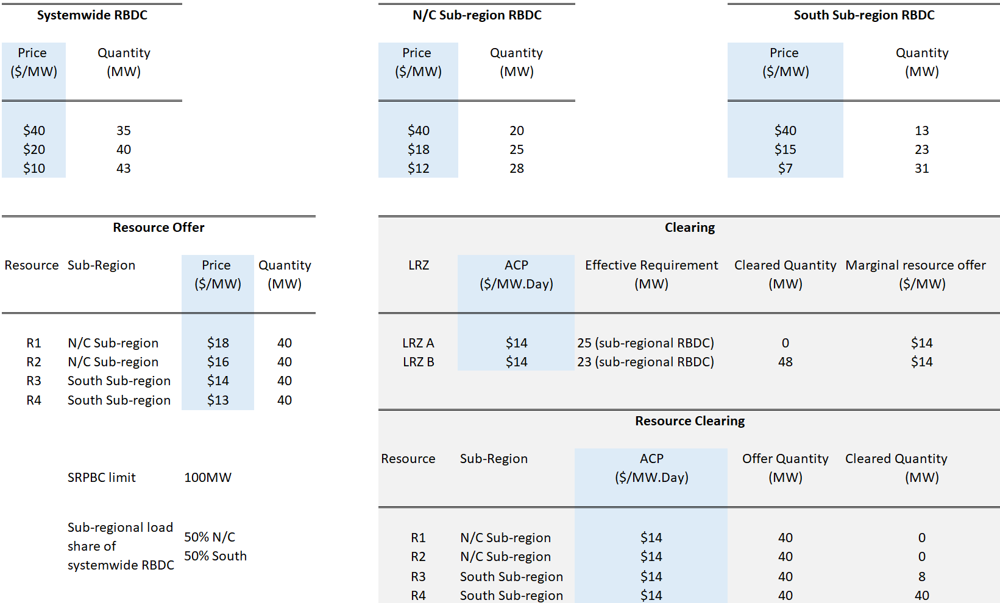 Systemwide RBDC
Price Quantity
($/MW) (MW)
$40 35
$20 40
$10 43
N/C Sub-region RBDC
Price Quantity
($/MW) (MW)
$40 20
$18 25
$12 28
South Sub-region RBDC
Price Quantity
($/MW) (MW)
$40 13
$15 23
$7 31
Resource Offer
Resource Sub-Region Price Quantity
($/MW) (MW)
R1 N/C Sub-region $18 40
R2 N/C Sub-region $16 40
R3 South Sub-region $14 40
R4 South Sub-region $13 40
SRPBC limit 100MW
Sub-regional load
share of
systemwide RBDC
50% N/C
50% South
Clearing
LRZ ACP Effective Requirement Cleared Quantity Marginal resource offer
($/MW.Day) (MW) (MW) ($/MW)
LRZ A $14 25 (sub-regional RBDC) 0 $14
LRZ B $14 23 (sub-regional RBDC) 48 $14
Resource Clearing
Resource Sub-Region ACP Offer Quantity Cleared Quantity
($/MW.Day) (MW) (MW)
R1 N/C Sub-region $14 40 0
R2 N/C Sub-region $14 40 0
R3 South Sub-region $14 40 8
R4 South Sub-region $14 40 40